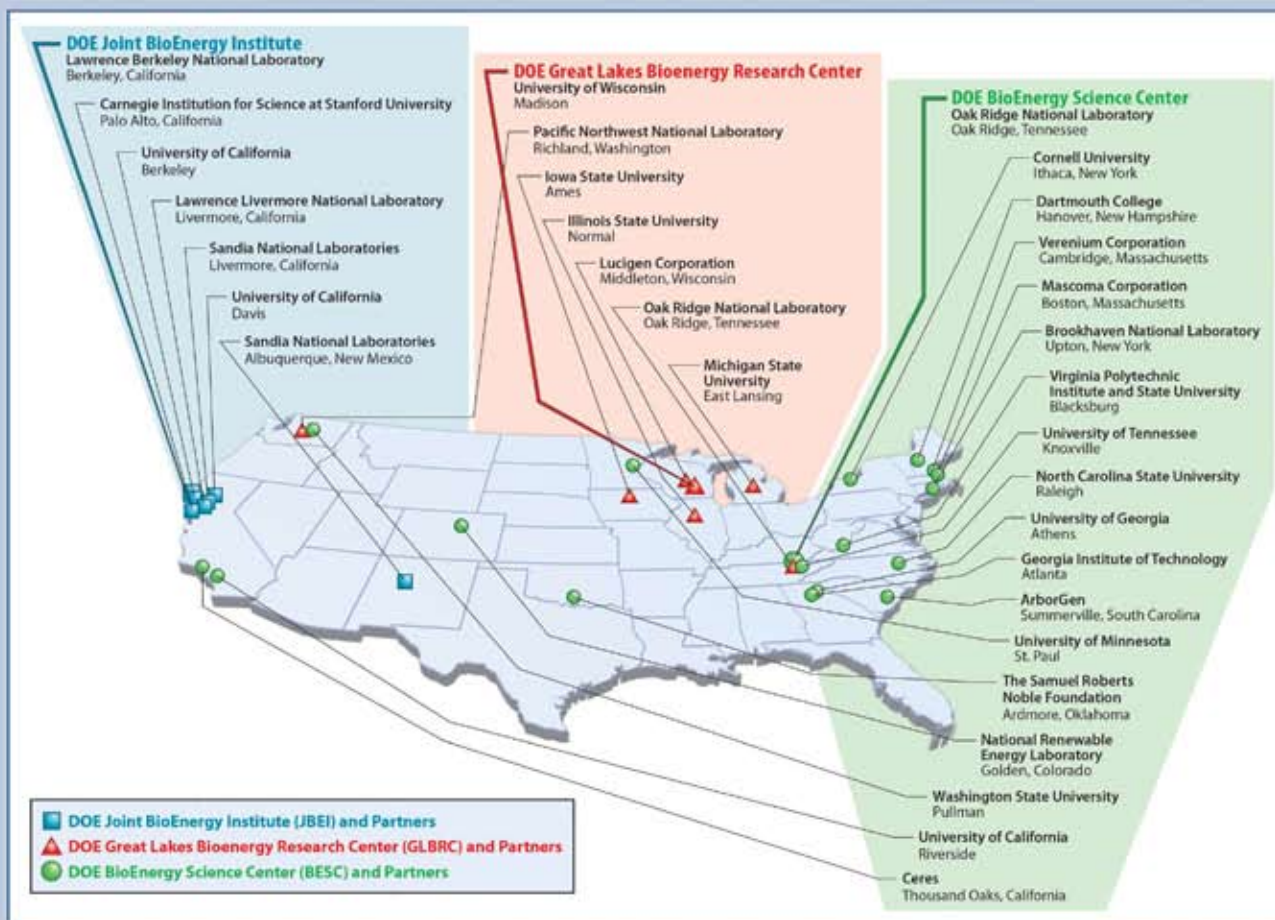 DOE Joint BioEnergy Institute
Lawrence Berkeley National Laboratory
Berkeley, California
Carnegie Institution for Science at Stanford University
Palo Alto, California
University of California
Berkeley
Lawrence Livermore National Laboratory
Livermore, California
Sandia National Laboratories
Livermore, California
University of California
Davis
Sandia National Laboratories
Albuquerque, New Mexico
DOE Great Lakes Bioenergy Research Center
University of Wisconsin
Madison
Pacific Northwest National Laboratory
Richland, Washington
Iowa State University
Ames
Illinois State University
Normal
Lucigen Corporation
Middleton, Wisconsin
Oak Ridge National Laboratory
Oak Ridge, Tennessee
Michigan State
University
East Lansing
DOE BioEnergy Science Center
Oak Ridge National Laboratory
Oak Ridge, Tennessee
Cornell University
Ithaca, New York
Dartmouth College
Hanover, New Hampshire
Verenium Corporation
Cambridge, Massachusetts
Mascoma Corporation
Boston, Massachusetts
Brookhaven National Laboratory
Upton, New York
Virginia Polytechnic
Institute and State University
Blacksburg
University of Tennessee
Knoxville
North Carolina State University
Raleigh
University of Georgia
Athens
Georgia Institute of Technology
Atlanta
ArborGen
Summerville, South Carolina
University of Minnesota
St. Paul
The Samuel Roberts
Noble Foundation
Ardmore, Oklahoma
National Renewable
Energy Laboratory
Golden, Colorado
Washington State University
Pullman
University of California
Riverside
Ceres
Thousand Oaks, California
DOE Joint BioEnergy Institute (JBEI) and Partners
DOE Great Lakes Bioenergy Research Center (GLBRC) and Partners
DOE BioEnergy Science Center (BESC) and Partners